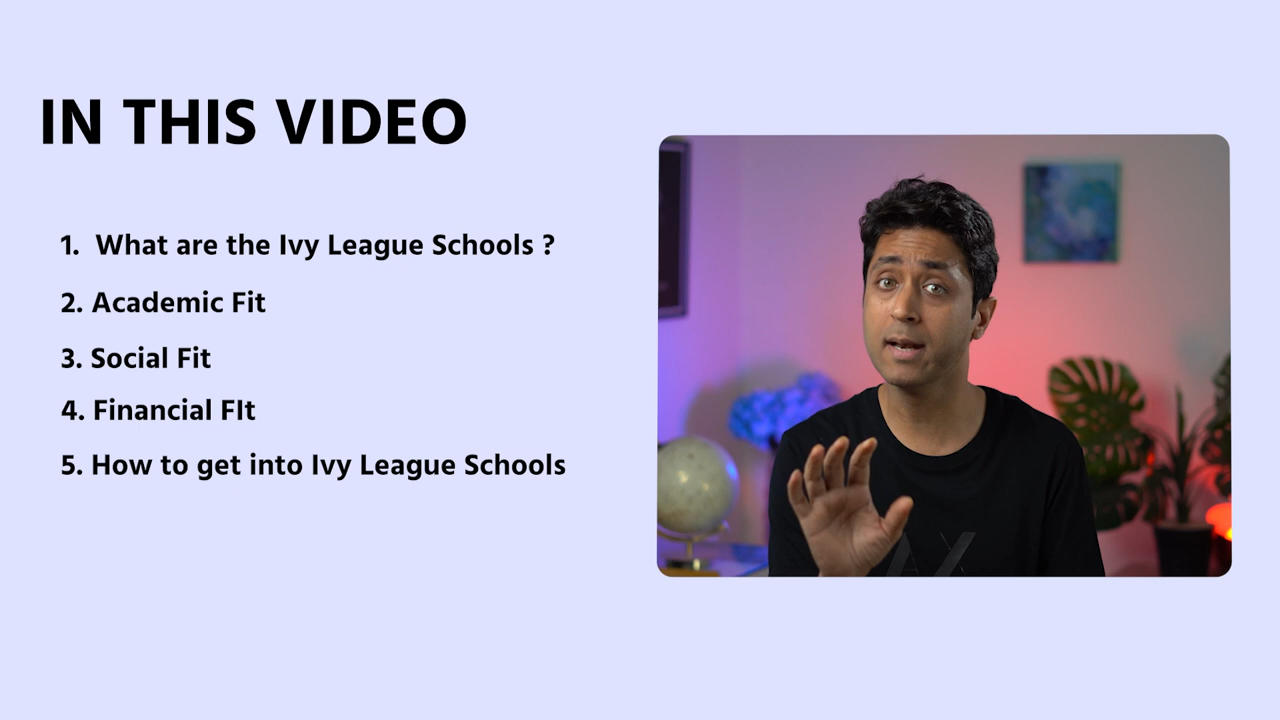 IN THIS VIDEO
1. What are the Ivy League Schools ?
2. Academic Fit
3. Social Fit
4. Financial FIt
5. How to get into Ivy League Schools